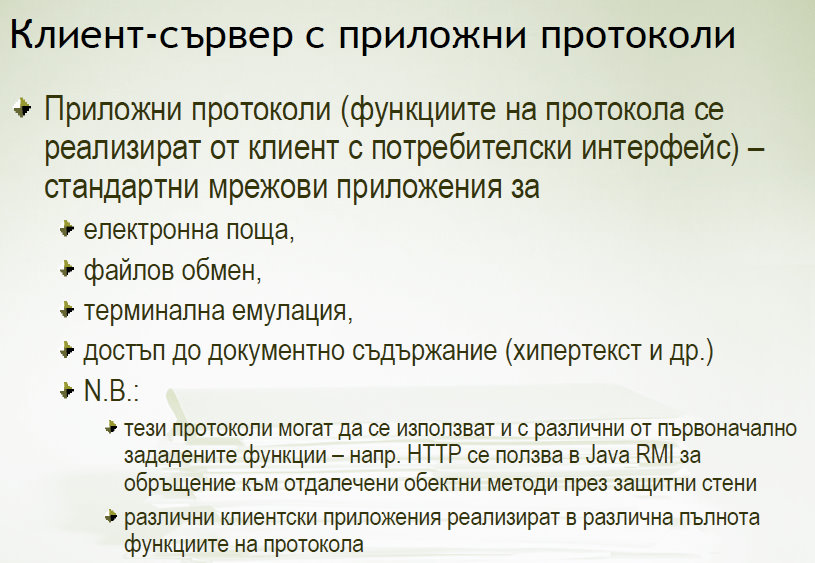 Клиент-сървер с приложни протоколи
Приложни протоколи (функциите на протокола се
реализират от клиент с потребителски интерфейс) –
стандартни мрежови приложения за
електронна поща,
файлов обмен,
терминална емулация,
достъп до документно съдържание (хипертекст и др.)
N.B.:
тези протоколи могат да се използват и с различни от първоначално
зададените функции – напр. HTTP се ползва в Java RMI за
обръщение към отдалечени обектни методи през защитни стени
различни клиентски приложения реализират в различна пълнота
функциите на протокола